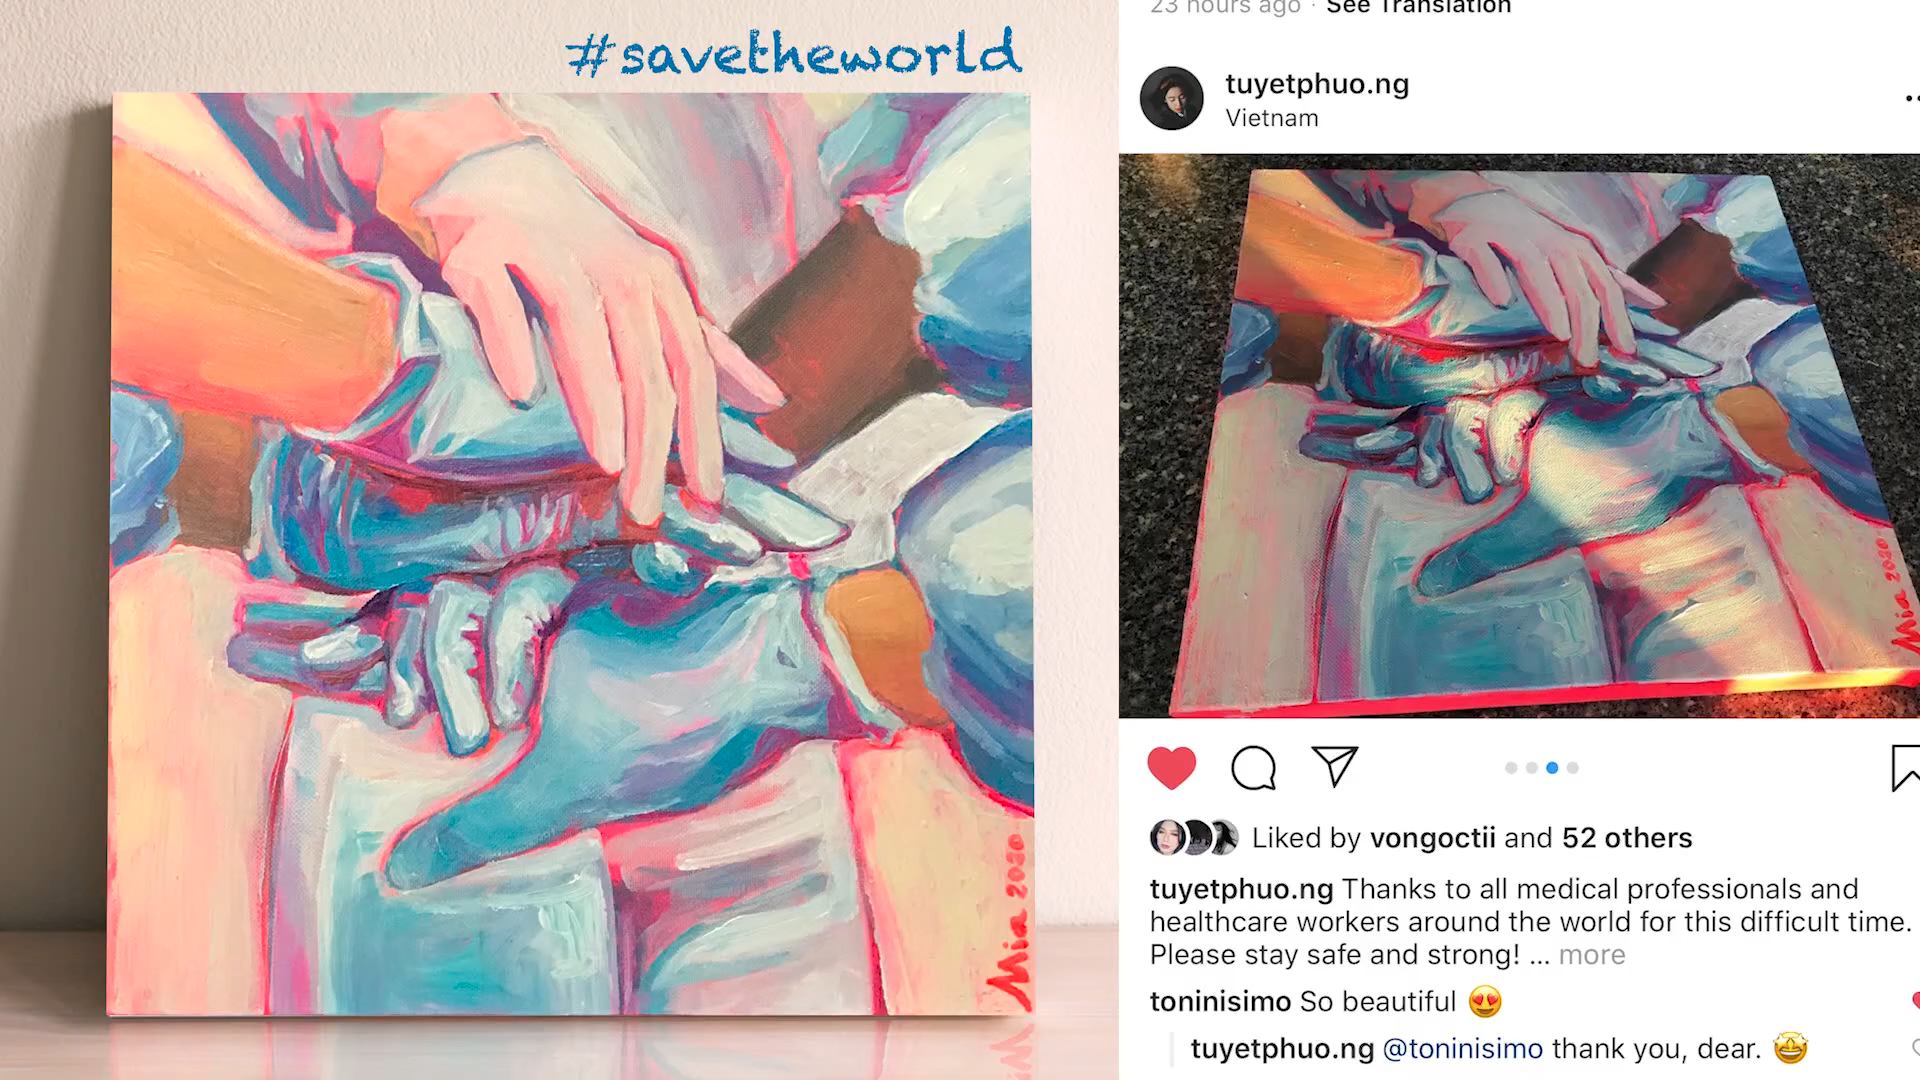 #savetheworld
Mia 2020
23 hours ago · See Translation
tuyetphuo.ng
Vietnam
Mia 2020
Liked by vongoctii and 52 others
tuyetphuo.ng Thanks to all medical professionals and
healthcare workers around the world for this difficult time.
Please stay safe and strong! ... more
toninisimo So beautiful 😍
tuyetphuo.ng @toninisimo thank you, dear. 🤩